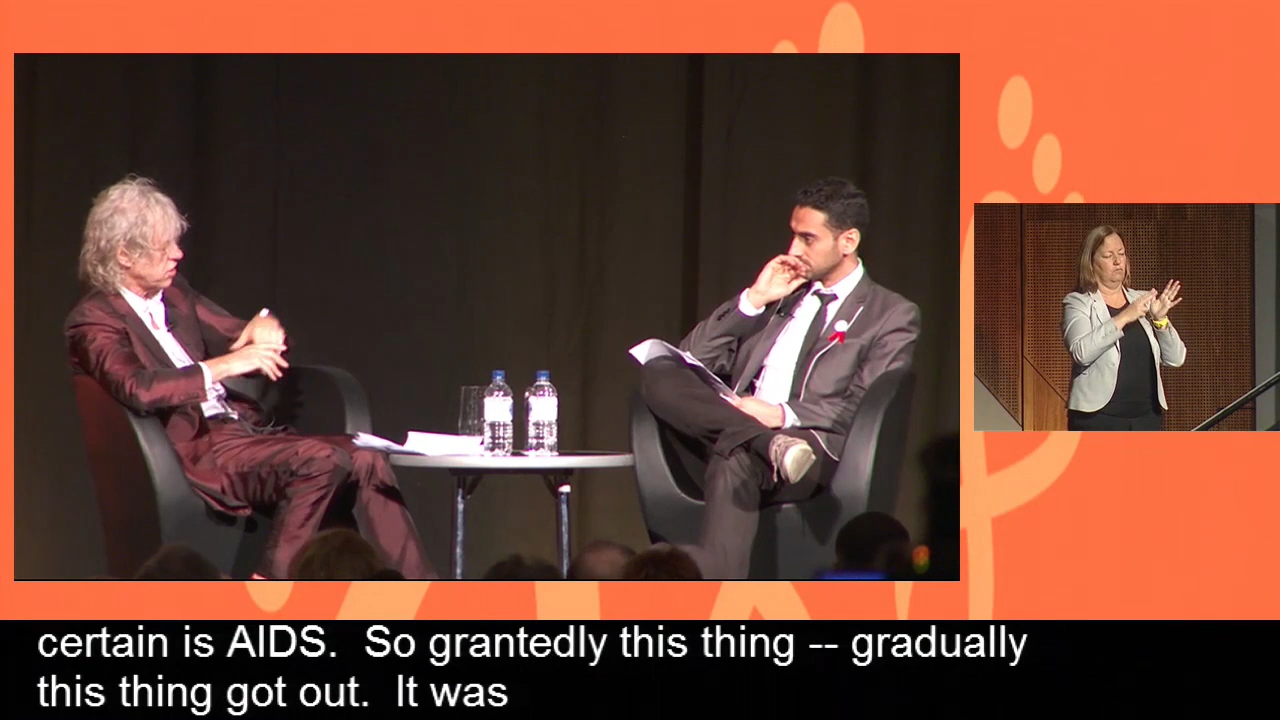 certain is AIDS.  So grantedly this thing -- gradually
this thing got out.  It was